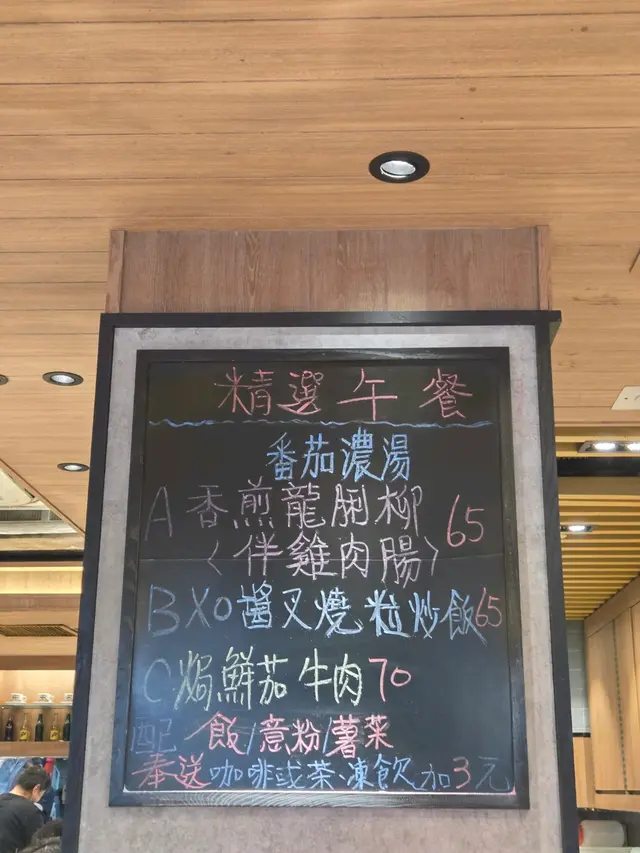 精選午餐
番茄濃湯
A 香煎龍脷柳 65
〈伴雞肉腸〉
B XO醬叉燒粒炒飯 65
C 焗鮮茄牛肉 70
配 飯/意粉/薯菜
奉送咖啡或茶凍飲加3元